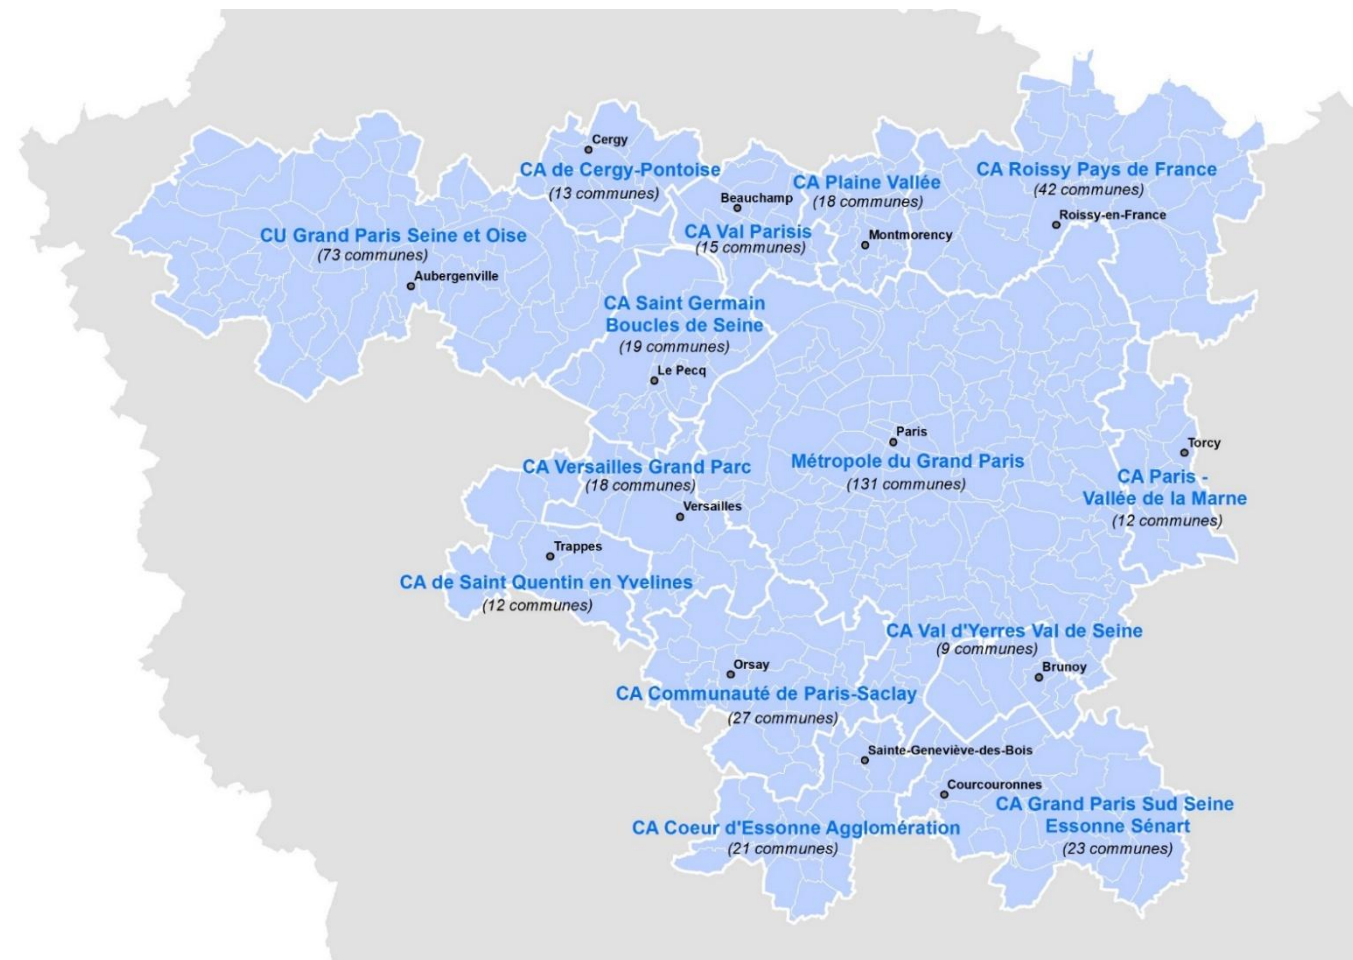 Cergy
CA de Cergy-Pontoise
(13 communes)
CA Roissy Pays de France
(42 communes)
Roissy-en-France
CA Plaine Vallée
(18 communes)
Montmorency
Beauchamp
CA Val Parisis
(15 communes)
CU Grand Paris Seine et Oise
(73 communes)
Aubergenville
CA Saint Germain
Boucles de Seine
(19 communes)
Le Pecq
Paris
Métropole du Grand Paris
(131 communes)
Torcy
CA Paris -
Vallée de la Marne
(12 communes)
CA Versailles Grand Parc
(18 communes)
Versailles
Trappes
CA de Saint Quentin en Yvelines
(12 communes)
CA Val d'Yerres Val de Seine
(9 communes)
Brunoy
Orsay
CA Communauté de Paris-Saclay
(27 communes)
Sainte-Geneviève-des-Bois
Courcouronnes
CA Grand Paris Sud Seine
Essonne Sénart
(23 communes)
CA Coeur d'Essonne Agglomération
(21 communes)